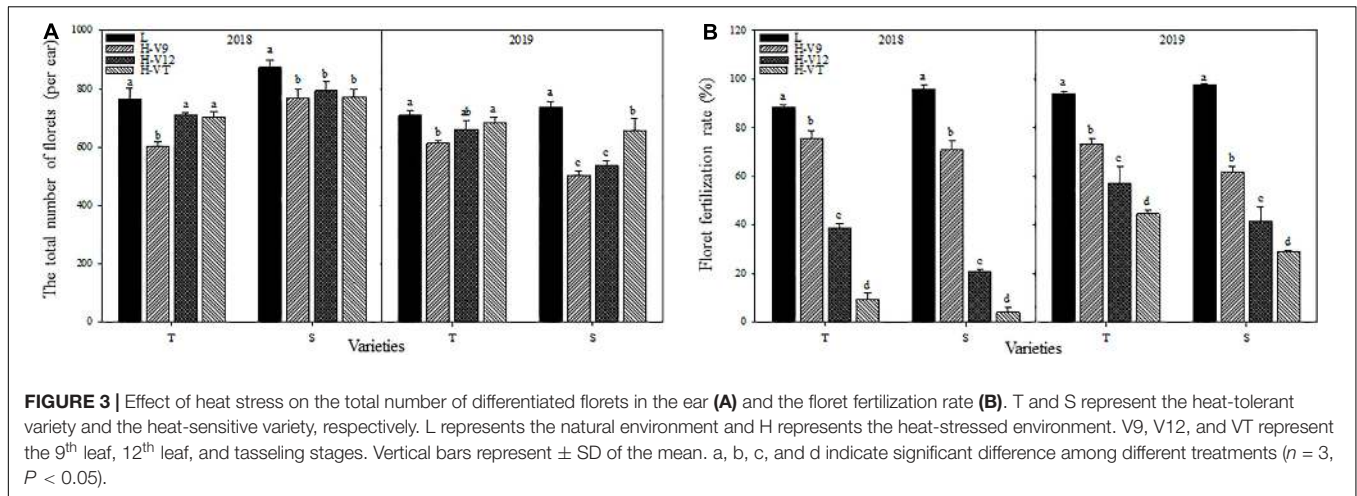 A
The total number of florets (per ear)
1000
800
600
400
200
0
L
H-V9
H-V12
H-VT
2018
2019
a
b
a
a
a
b
b
b
a
b
ab
a
a
c
c
b
T
S
T
S
Varieties
B
Floret fertilization rate (%)
120
100
80
60
40
20
0
L
H-V9
H-V12
H-VT
2018
2019
a
b
c
d
a
b
c
d
a
b
c
d
a
b
c
d
T
S
T
S
Varieties
FIGURE 3 | Effect of heat stress on the total number of differentiated florets in the ear (A) and the floret fertilization rate (B). T and S represent the heat-tolerant
variety and the heat-sensitive variety, respectively. L represents the natural environment and H represents the heat-stressed environment. V9, V12, and VT represent
the 9th leaf, 12th leaf, and tasseling stages. Vertical bars represent ± SD of the mean. a, b, c, and d indicate significant difference among different treatments (n = 3,
P < 0.05).